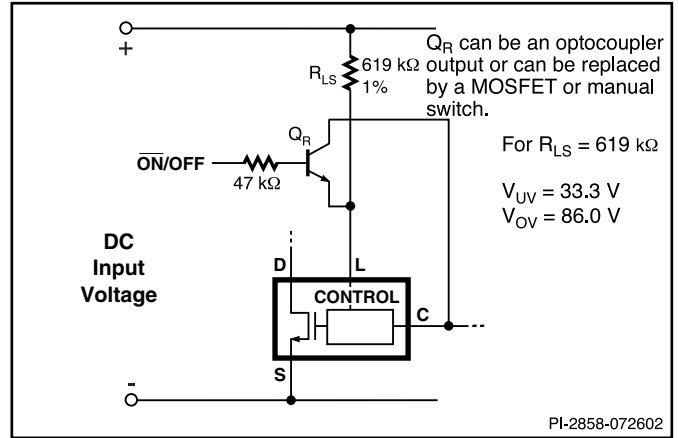 +
Q_R can be an optocoupler
output or can be replaced
by a MOSFET or manual
switch.
R_LS
619 kΩ
1%
For R_LS = 619 kΩ
V_UV = 33.3 V
V_OV = 86.0 V
Q_R
O̅N̅/OFF
47 kΩ
DC
Input
Voltage
D
L
CONTROL
C
S
-
PI-2858-072602